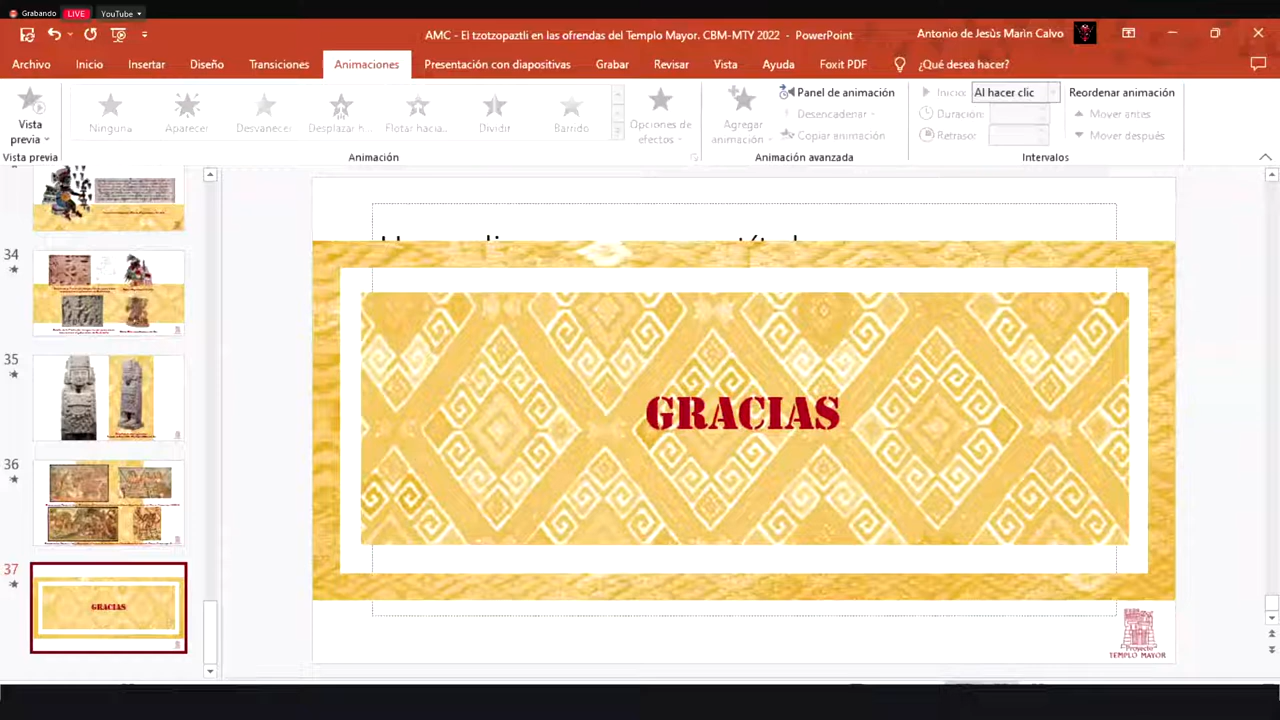 Grabando LIVE YouTube
AMC - El tzotzopaztli en las ofrendas del Templo Mayor. CBM-MTY 2022 - PowerPoint
Antonio de Jesùs Marìn Calvo
Archivo Inicio Insertar Diseño Transiciones Animaciones Presentación con diapositivas Grabar Revisar Vista Ayuda Foxit PDF ¿Qué desea hacer?
Vista previa
Ninguna Aparecer Desvanecer Desplazar h... Flotar hacia... Dividir Barrido
Opciones de efectos
Agregar animación
Panel de animación
Desencadenar
Copiar animación
Inicio: Al hacer clic
Duración:
Retraso:
Reordenar animación
Mover antes
Mover después
Vista previa Animación Animación avanzada Intervalos
34
35
36
37
GRACIAS
GRACIAS
Proyecto
TEMPLO MAYOR